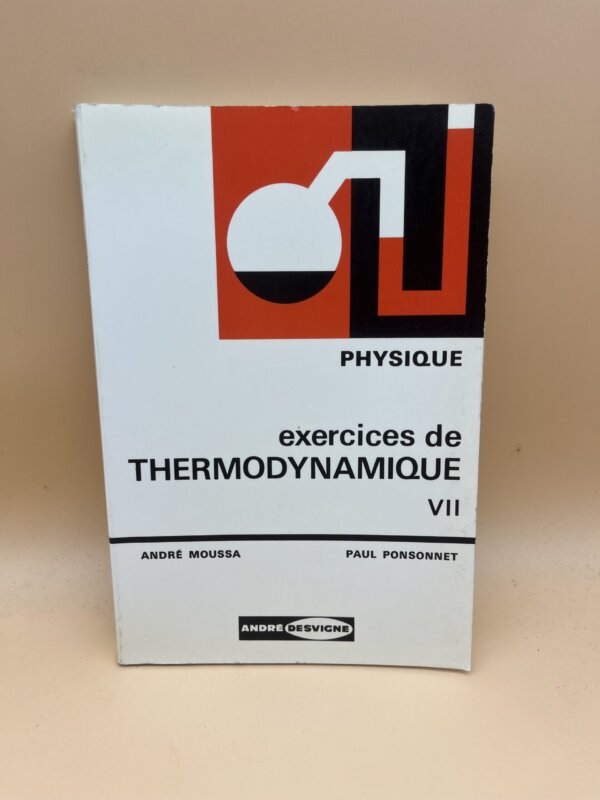 PHYSIQUE
exercices de
THERMODYNAMIQUE
VII
ANDRÉ MOUSSA PAUL PONSONNET
ANDRÉ DESVIGNE